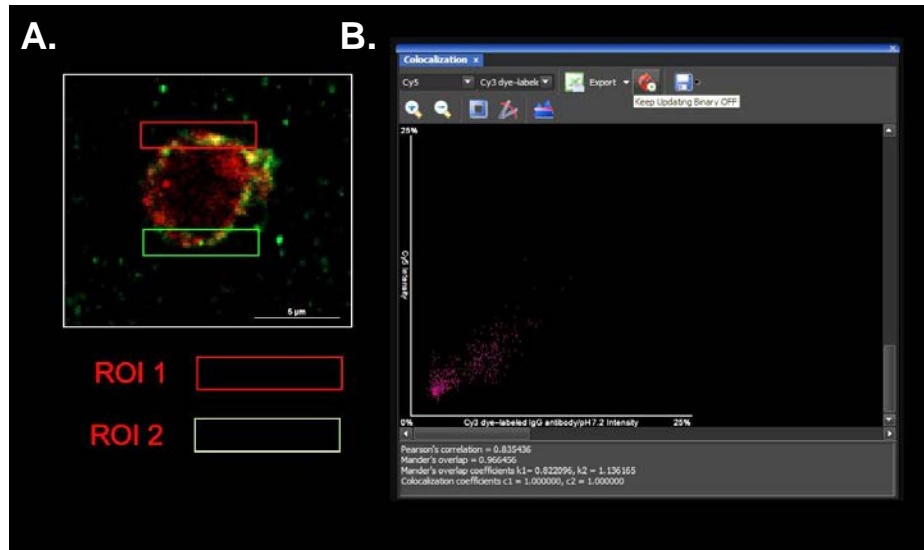 A.
B.
5 µm
ROI 1
ROI 2
Colocalization x
Cy5
Cy3 dye-labele
Export
Keep Updating Binary OFF
25%
Cy5 Intensity
0%
Cy3 dye-labeled IgG antibody/pH 7.2 Intensity
25%
Pearson's correlation = 0.835436
Mander's overlap = 0.966456
Mander's overlap coefficients k1= 0.822096, k2 = 1.136165
Colocalization coefficients c1 = 1.000000, c2 = 1.000000